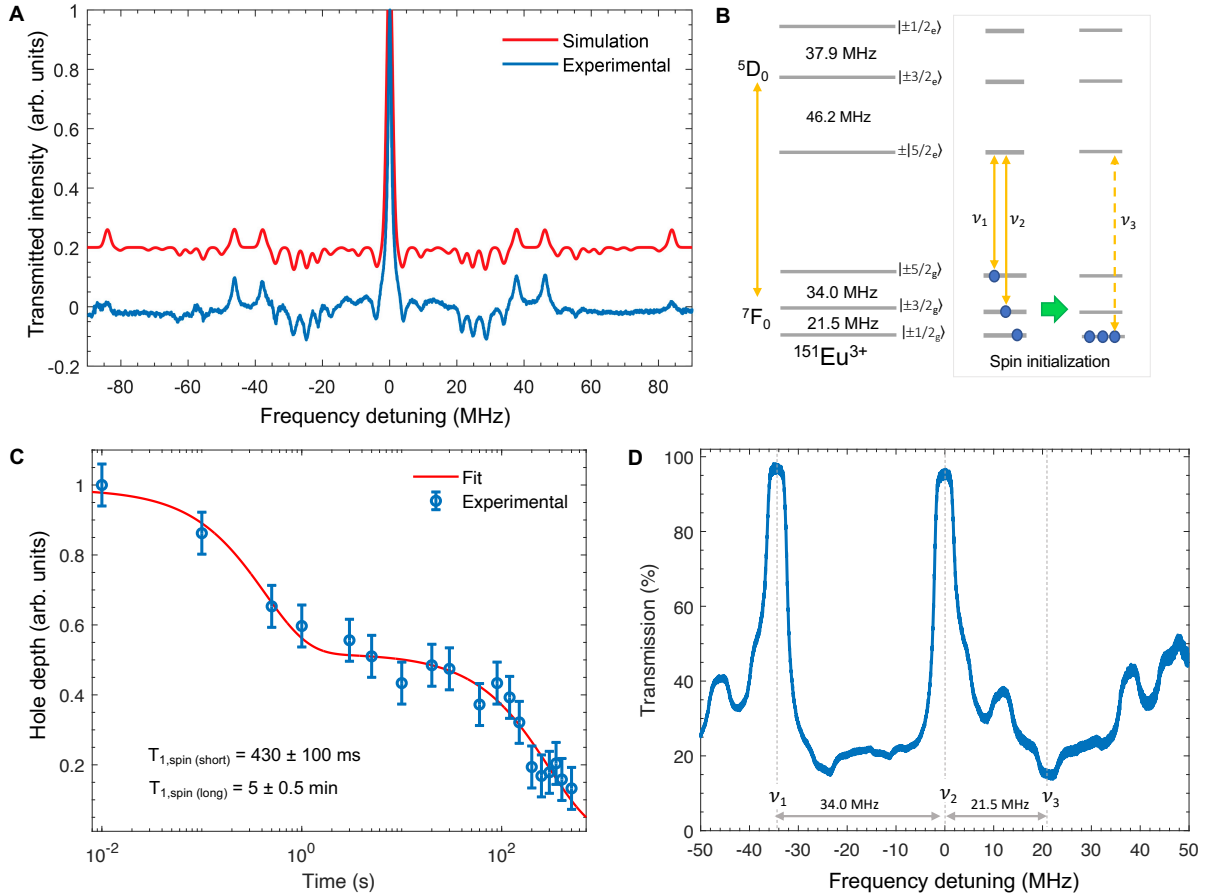 A
Transmitted intensity (arb. units)
1
0.8
0.6
0.4
0.2
0
-0.2
Simulation
Experimental
-80 -60 -40 -20 0 20 40 60 80
Frequency detuning (MHz)
B
|±1/2e⟩
37.9 MHz
⁵D₀
|±3/2e⟩
46.2 MHz
±|5/2e⟩
ν₁
ν₂
ν₃
|±5/2g⟩
34.0 MHz
⁷F₀
|±3/2g⟩
21.5 MHz
|±1/2g⟩
¹⁵¹Eu³⁺
Spin initialization
C
Hole depth (arb. units)
1
0.8
0.6
0.4
0.2
Fit
Experimental
T1,spin (short) = 430 ± 100 ms
T1,spin (long) = 5 ± 0.5 min
10⁻² 10⁰ 10²
Time (s)
D
Transmission (%)
100
80
60
40
20
0
ν₁ ν₂ ν₃
34.0 MHz 21.5 MHz
-50 -40 -30 -20 -10 0 10 20 30 40 50
Frequency detuning (MHz)